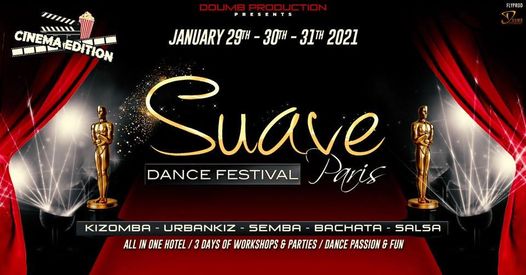 DOUMB PRODUCTION
PRESENTS
FLYPROD
CINEMA EDITION
JANUARY 29TH - 30TH - 31TH 2021
Suave
DANCE FESTIVAL Paris
KIZOMBA - URBANKIZ - SEMBA - BACHATA - SALSA
ALL IN ONE HOTEL / 3 DAYS OF WORKSHOPS & PARTIES / DANCE PASSION & FUN